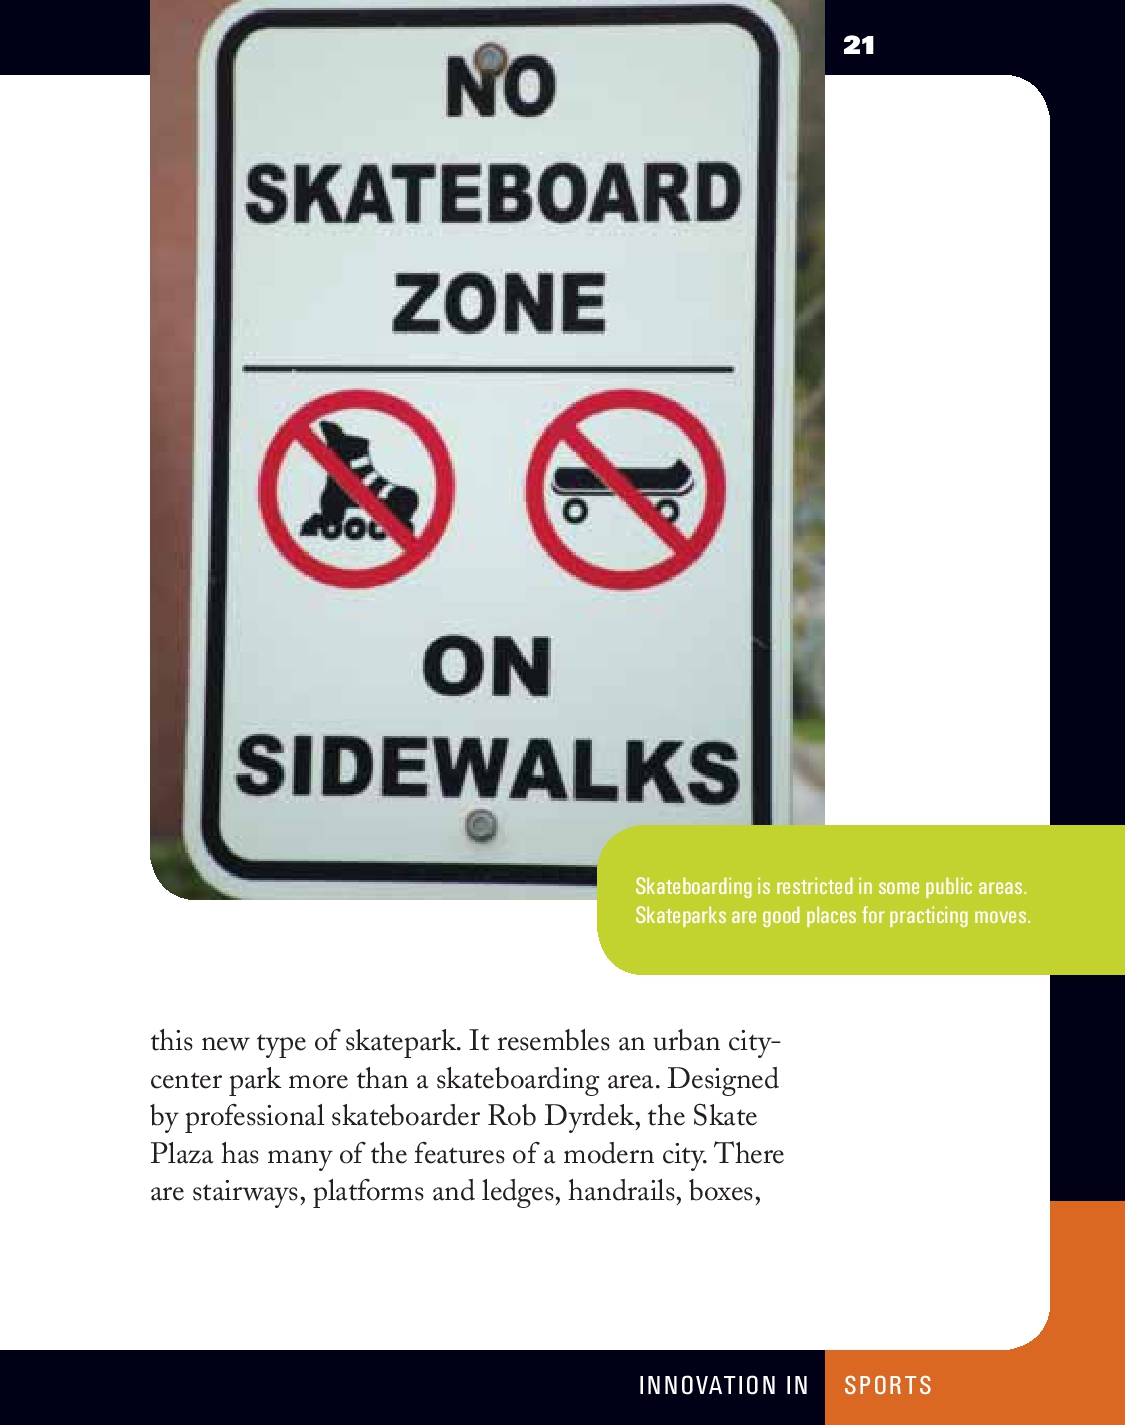 21
NO
SKATEBOARD
ZONE
ON
SIDEWALKS
Skateboarding is restricted in some public areas.
Skateparks are good places for practicing moves.
this new type of skatepark. It resembles an urban city-
center park more than a skateboarding area. Designed
by professional skateboarder Rob Dyrdek, the Skate
Plaza has many of the features of a modern city. There
are stairways, platforms and ledges, handrails, boxes,
INNOVATION IN SPORTS